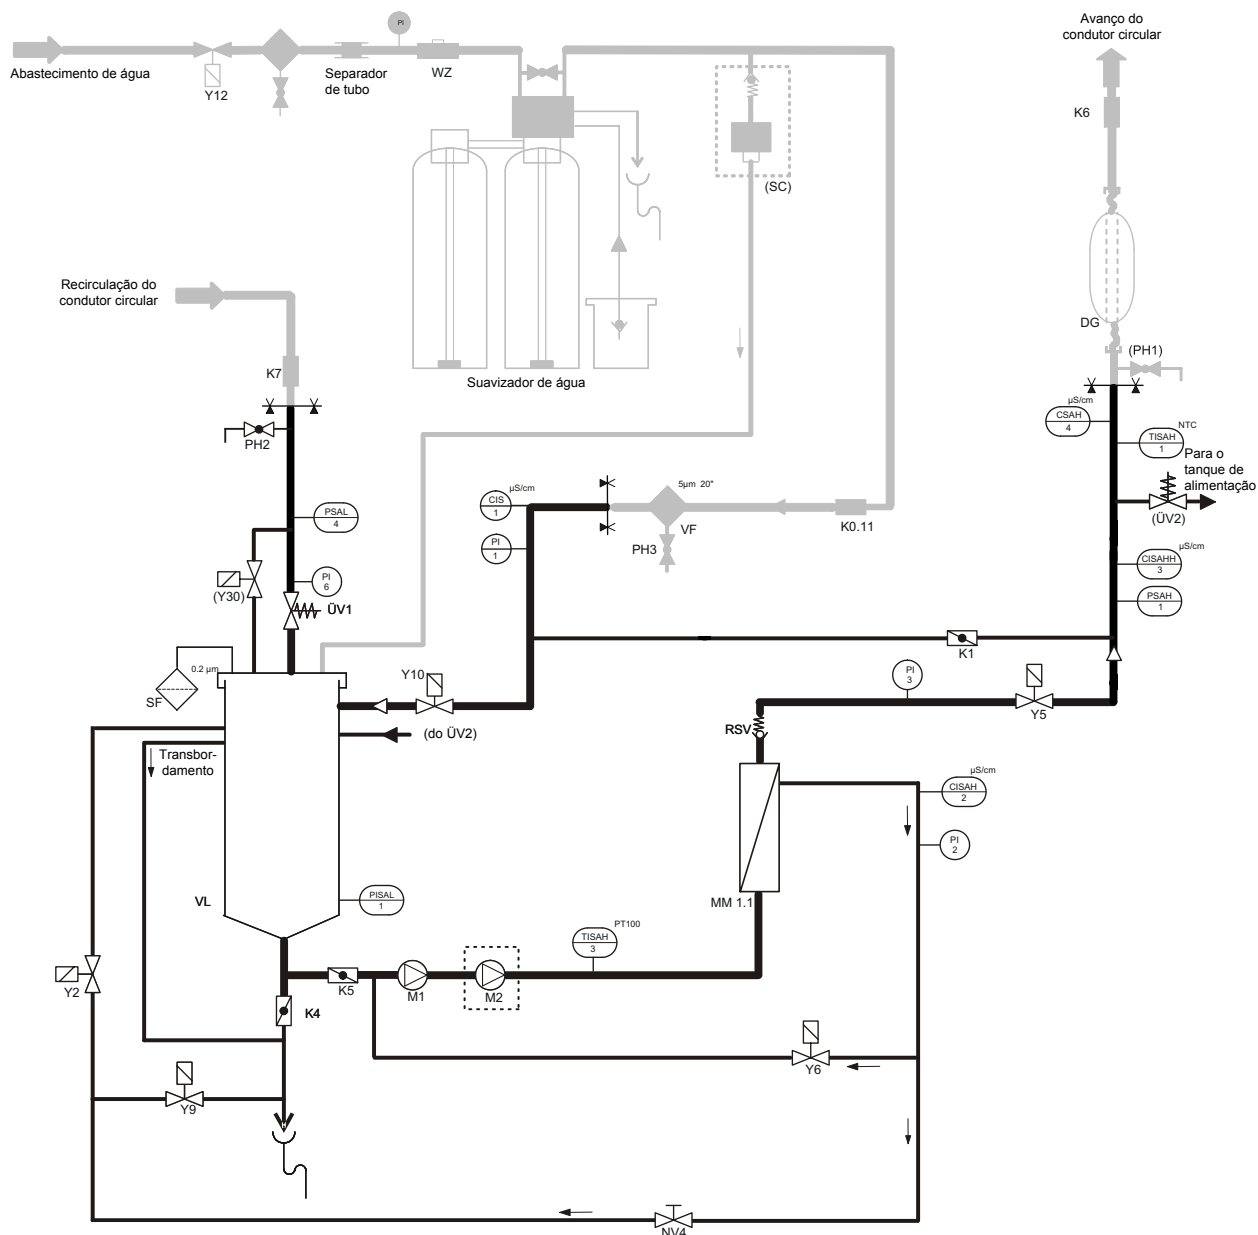 Avanço do
condutor circular
PI
Abastecimento de água
Y12
Separador
de tubo
WZ
K6
(SC)
Recirculação do
condutor circular
DG
(PH1)
K7
Suavizador de água
µS/cm
CSAH
4
NTC
TISAH
1
Para o
tanque de
alimentação
(ÜV2)
PH2
PSAL
4
CIS
1
µS/cm
5µm 20"
VF
K0.11
PI
1
PH3
µS/cm
CISAHH
3
PSAH
1
(Y30)
PI
6
ÜV1
K1
0.2 µm
SF
Y10
PI
3
Y5
(do ÜV2)
RSV
Transbor-
damento
µS/cm
CISAH
2
PI
2
VL
PISAL
1
MM 1.1
TISAH
3
PT100
Y2
K5
M1
M2
K4
Y6
Y9
NV4